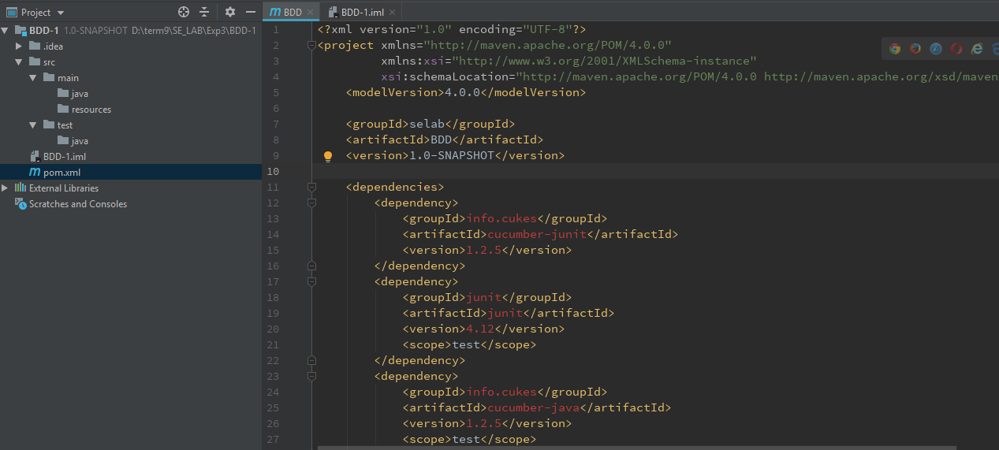 Project
BDD-1 1.0-SNAPSHOT D:\term9\SE_LAB\Exp3\BDD-1
.idea
src
main
java
resources
test
java
BDD-1.iml
pom.xml
External Libraries
Scratches and Consoles
BDD
BDD-1.iml
1 <?xml version="1.0" encoding="UTF-8"?>
2 <project xmlns="http://maven.apache.org/POM/4.0.0"
3 xmlns:xsi="http://www.w3.org/2001/XMLSchema-instance"
4 xsi:schemaLocation="http://maven.apache.org/POM/4.0.0 http://maven.apache.org/xsd/maven
5 <modelVersion>4.0.0</modelVersion>
6
7 <groupId>selab</groupId>
8 <artifactId>BDD</artifactId>
9 <version>1.0-SNAPSHOT</version>
10
11 <dependencies>
12 <dependency>
13 <groupId>info.cukes</groupId>
14 <artifactId>cucumber-junit</artifactId>
15 <version>1.2.5</version>
16 </dependency>
17 <dependency>
18 <groupId>junit</groupId>
19 <artifactId>junit</artifactId>
20 <version>4.12</version>
21 <scope>test</scope>
22 </dependency>
23 <dependency>
24 <groupId>info.cukes</groupId>
25 <artifactId>cucumber-java</artifactId>
26 <version>1.2.5</version>
27 <scope>test</scope>